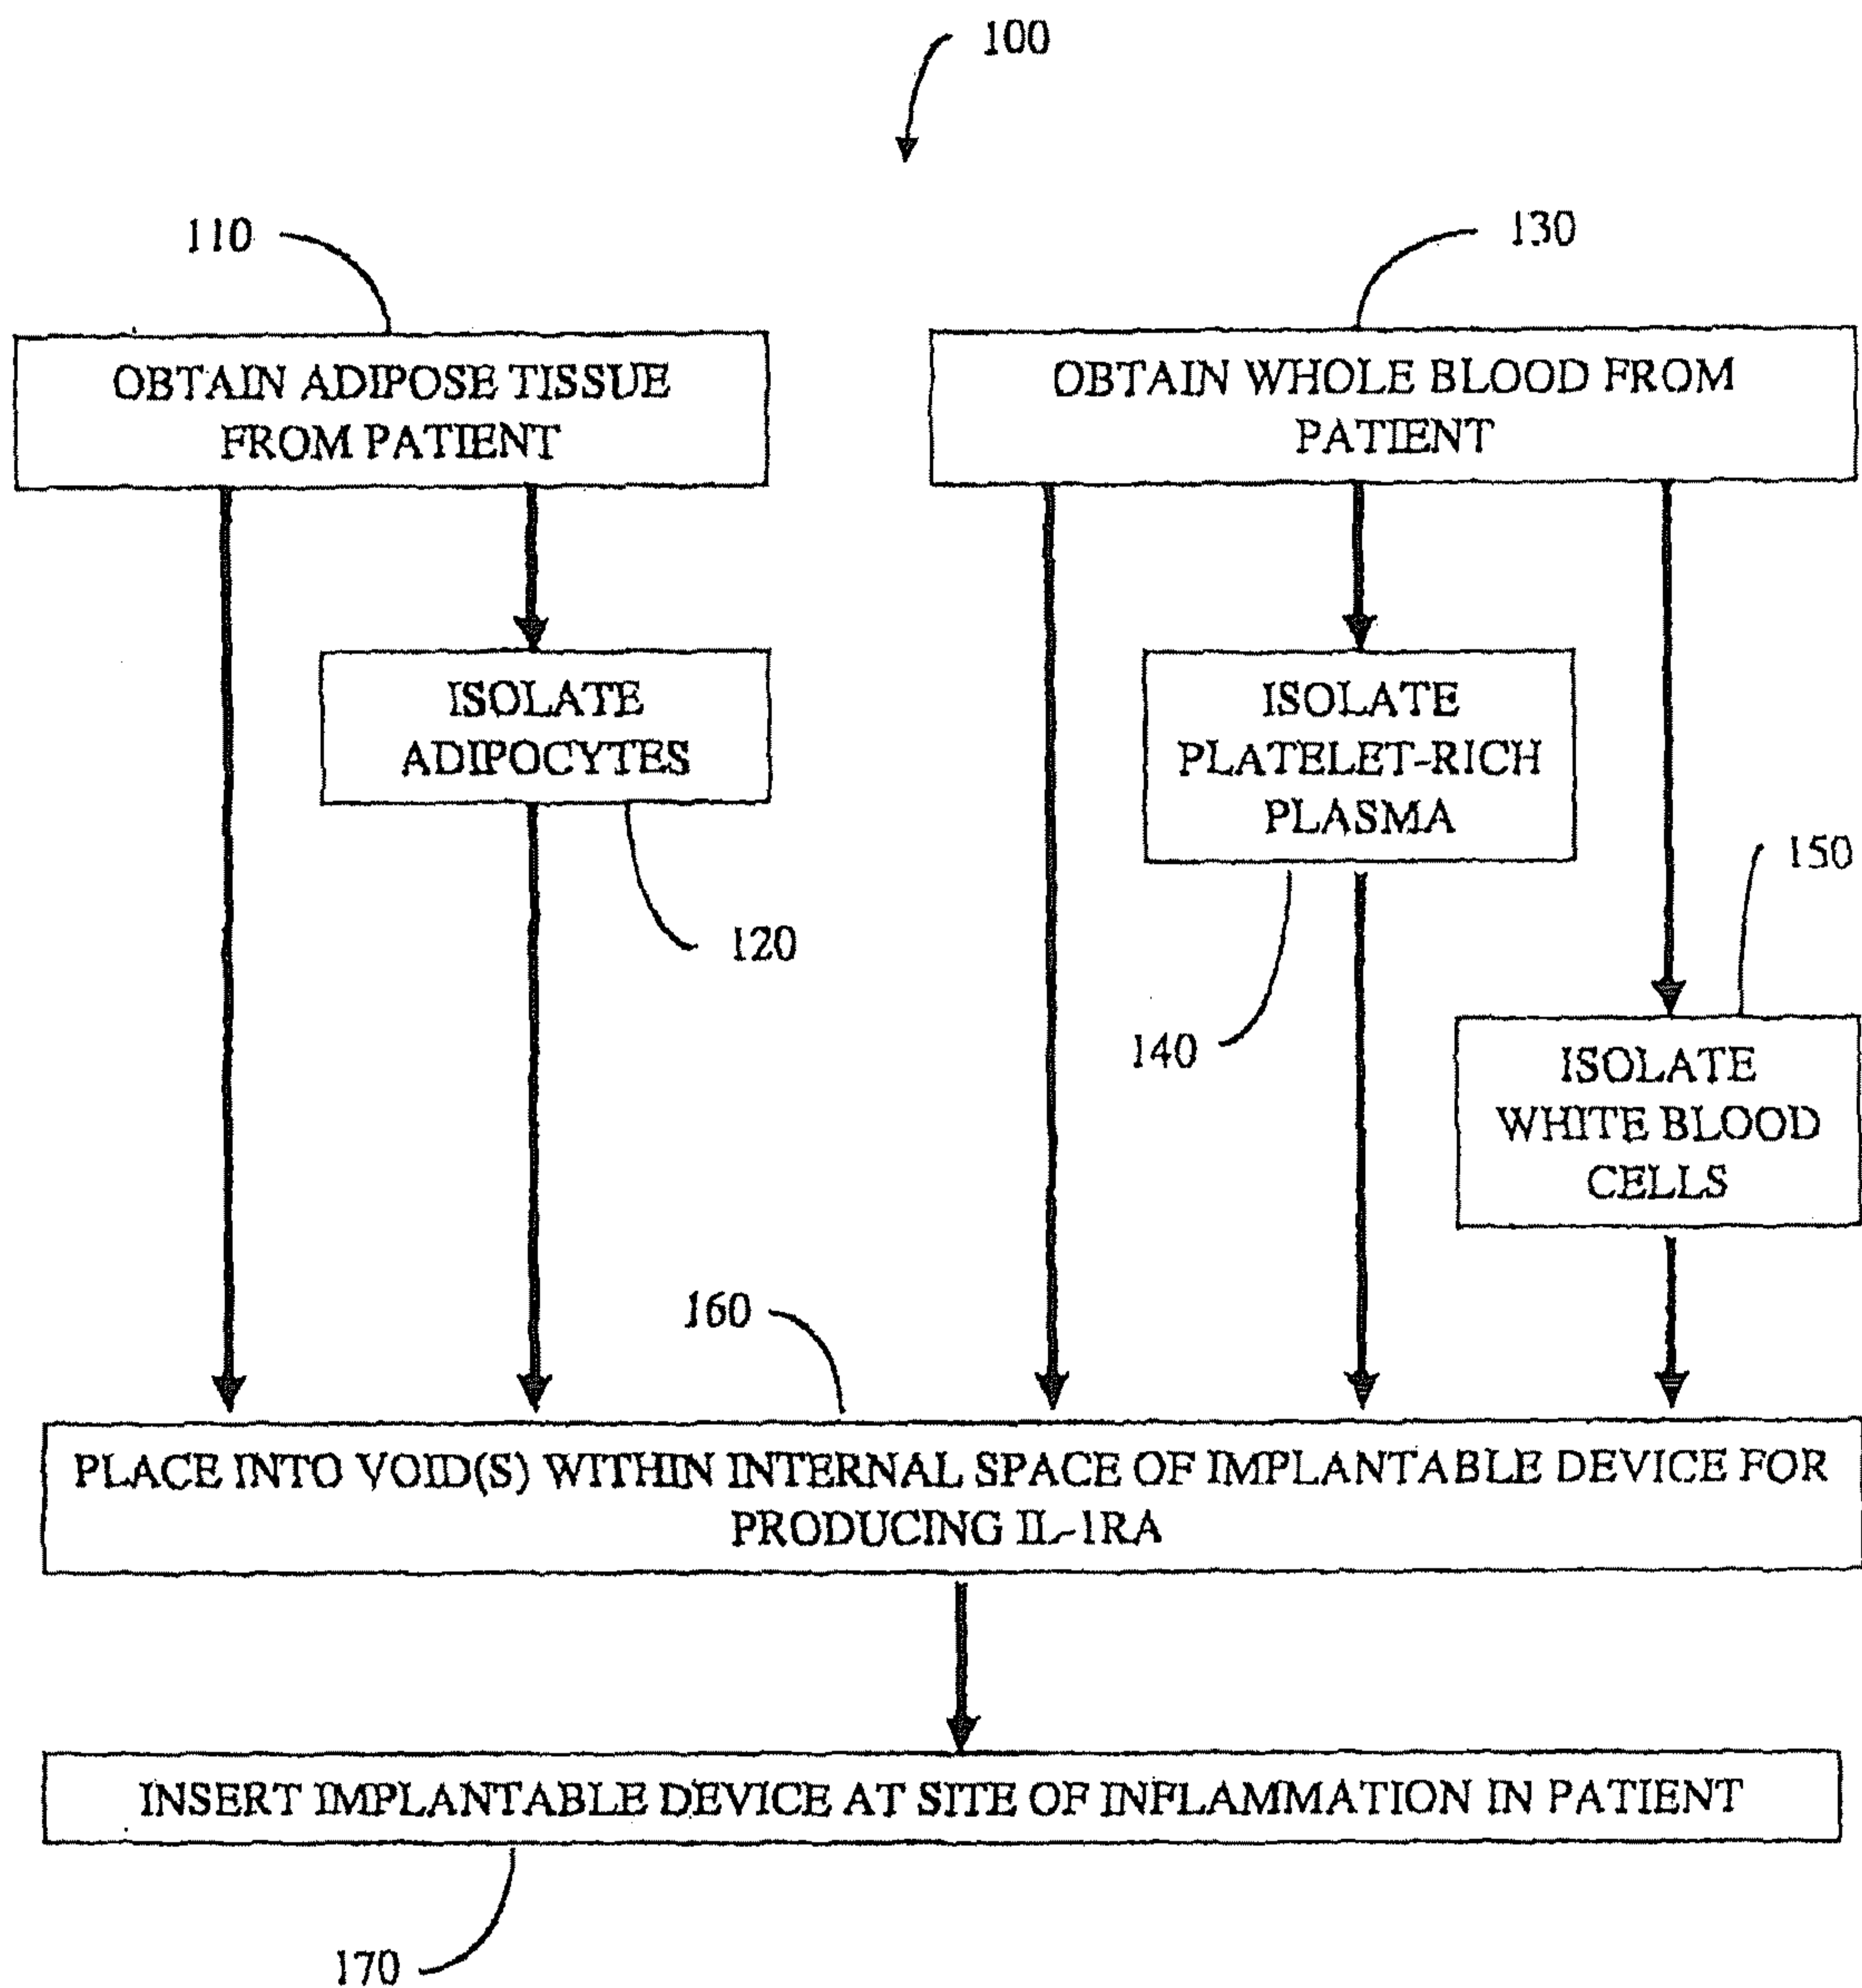 100
110
130
OBTAIN ADIPOSE TISSUE
FROM PATIENT
OBTAIN WHOLE BLOOD FROM
PATIENT
ISOLATE
ADIPOCYTES
ISOLATE
PLATELET-RICH
PLASMA
150
120
140
ISOLATE
WHITE BLOOD
CELLS
160
PLACE INTO VOID(S) WITHIN INTERNAL SPACE OF IMPLANTABLE DEVICE FOR
PRODUCING IL-1RA
INSERT IMPLANTABLE DEVICE AT SITE OF INFLAMMATION IN PATIENT
170